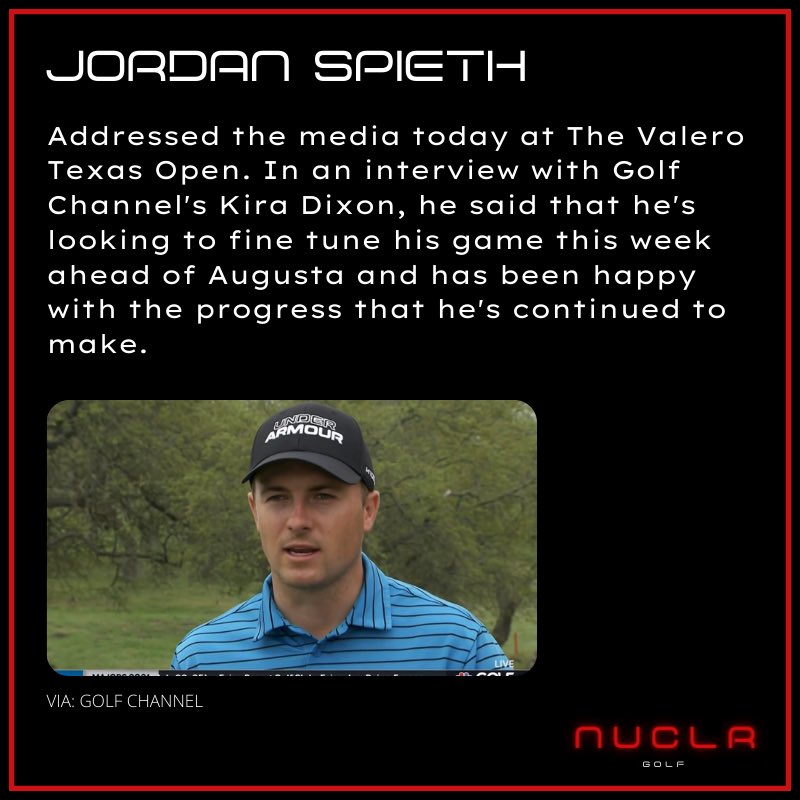 JORDAN SPIETH
Addressed the media today at The Valero
Texas Open. In an interview with Golf
Channel's Kira Dixon, he said that he's
looking to fine tune his game this week
ahead of Augusta and has been happy
with the progress that he's continued to
make.
UNDER
ARMOUR
LIVE
GOLF
VIA: GOLF CHANNEL
NUCLR
GOLF